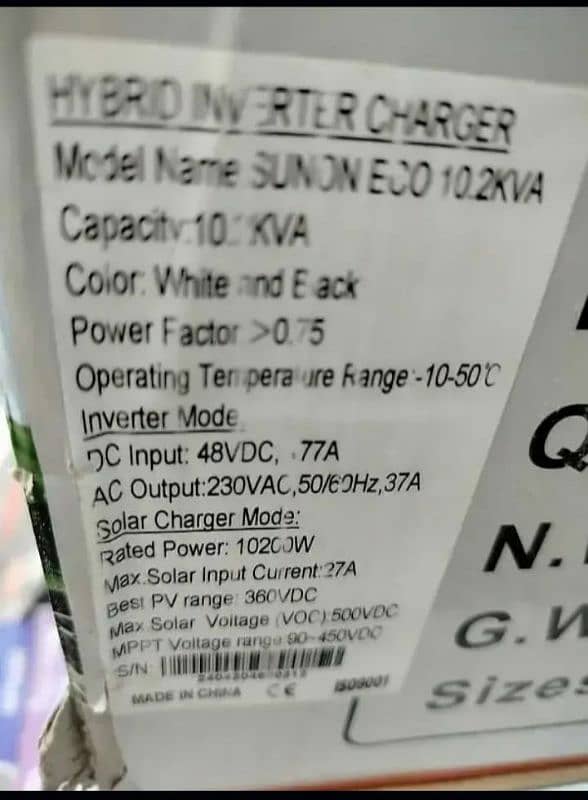 HYBRID INVERTER CHARGER
Model Name SUNON ECO 10.2KVA
Capacity:10. KVA
Color: White and Black
Power Factor >0.75
Operating Temperature Range:-10-50℃
Inverter Mode
DC Input: 48VDC, 77A
AC Output:230VAC,50/60Hz,37A
Solar Charger Mode:
Rated Power: 10200W
Max.Solar Input Current:27A
Best PV range: 360VDC
Max Solar Voltage (VOC):500VDC
MPPT Voltage range 90-450VDC
S/N:
MADE IN CHINA CE ISO9001
Q
N.
G.W
Sizes